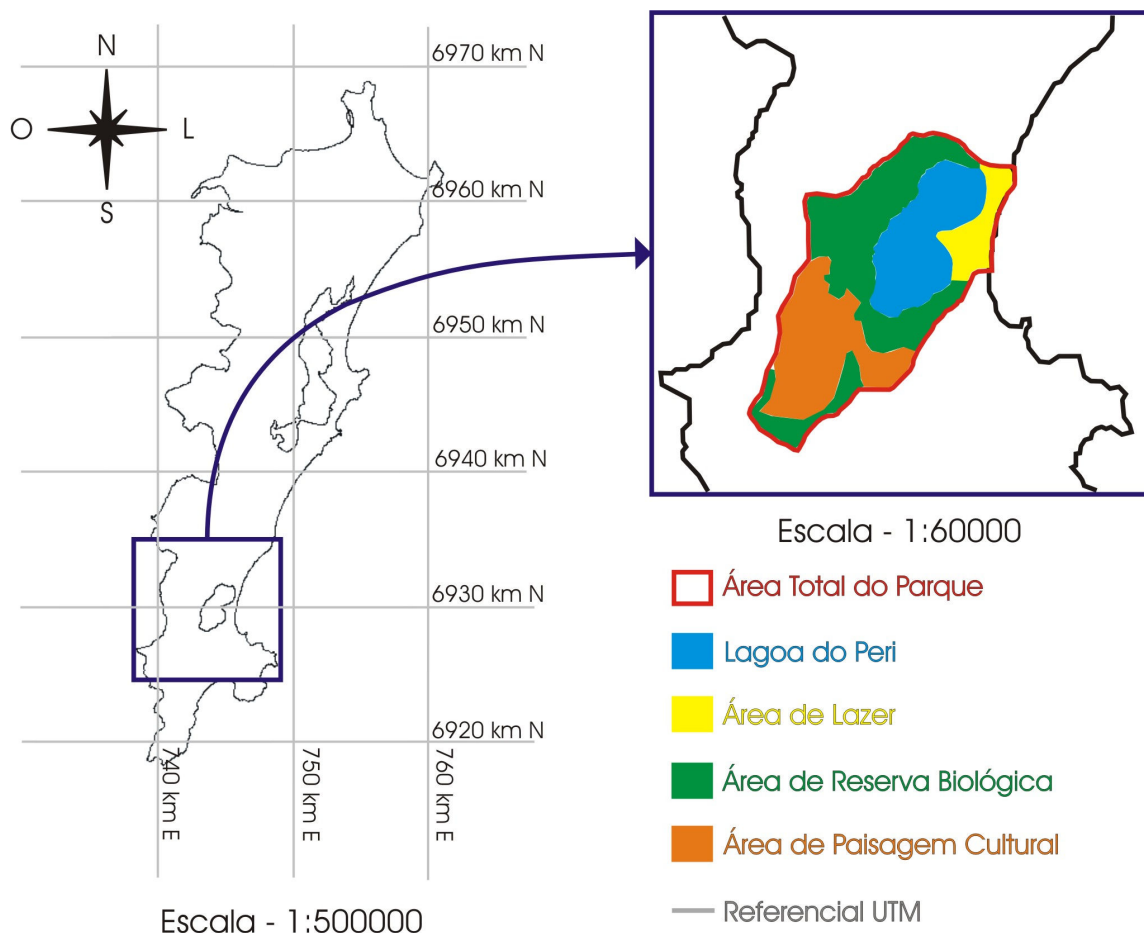 N
O
L
S
6970 km N
6960 km N
6950 km N
6940 km N
6930 km N
6920 km N
740 km E
750 km E
760 km E
Escala - 1:500000
Escala - 1:60000
Área Total do Parque
Lagoa do Peri
Área de Lazer
Área de Reserva Biológica
Área de Paisagem Cultural
Referencial UTM